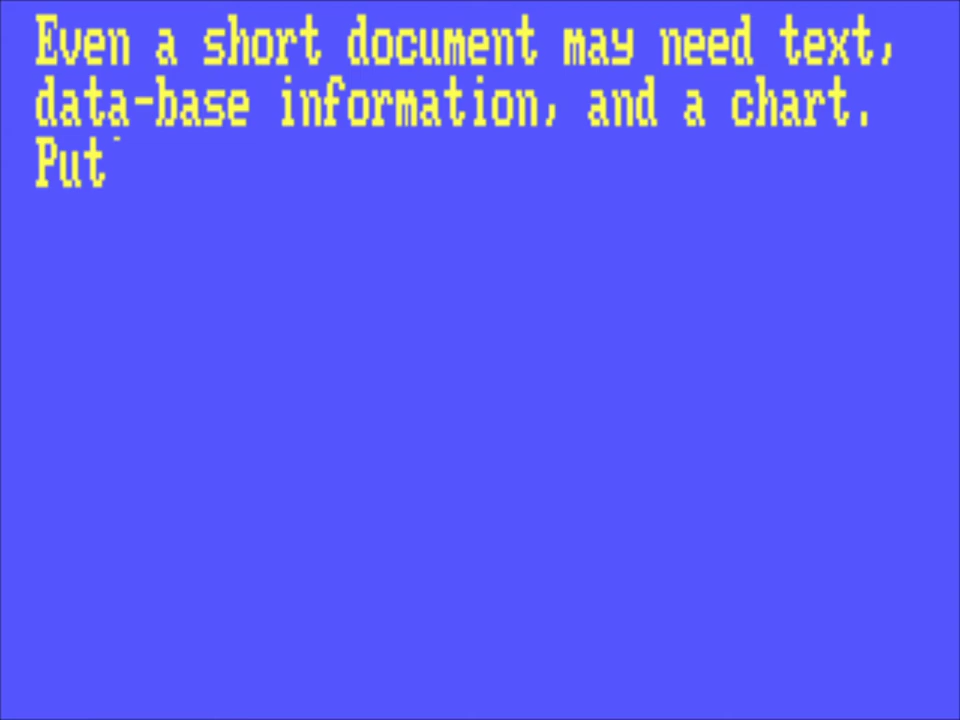 Even a short document may need text,
data-base information, and a chart.
Put